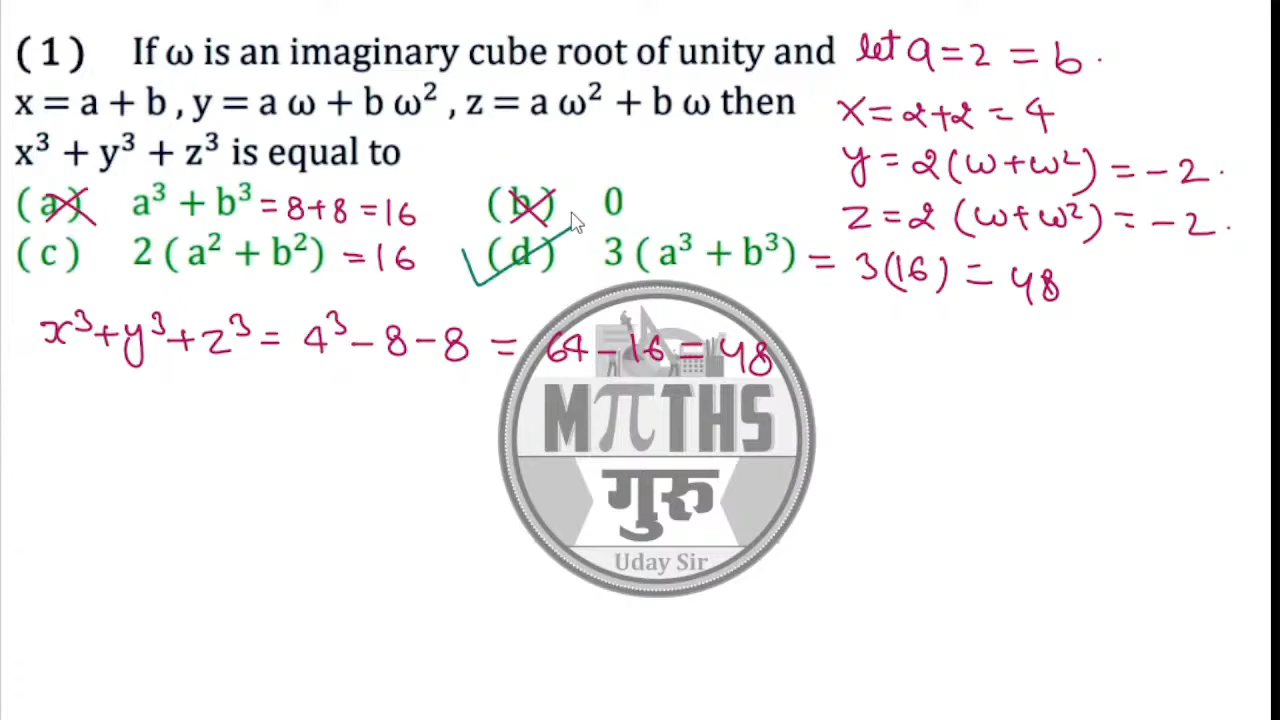 (1) If ω is an imaginary cube root of unity and
x = a + b , y = a ω + b ω² , z = a ω² + b ω then
x³ + y³ + z³ is equal to
(a) a³ + b³ = 8+8 = 16 (b) 0
(c) 2 ( a² + b² ) = 16 (d) 3 ( a³ + b³ ) = 3(16) = 48
let a = 2 = b .
x = 2+2 = 4
y = 2(ω+ω²) = -2 .
z = 2(ω+ω²) = -2 .
x³+y³+z³ = 4³ - 8 - 8 = 64 - 16 = 48
MπTHS
गुरु
Uday Sir